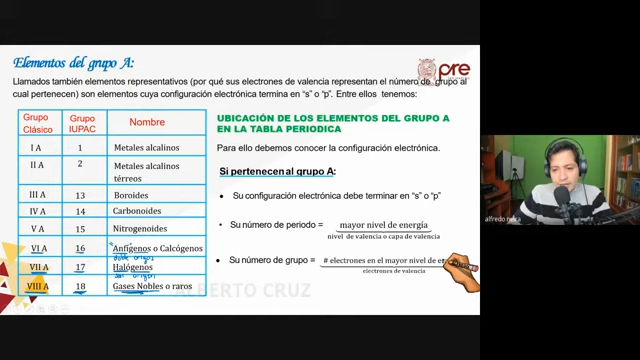 Elementos del grupo A:
pre
Llamados también elementos representativos (por qué sus electrones de valencia representan el número de grupo al
cual pertenecen) son elementos cuya configuración electrónica termina en "s" o "p". Entre ellos tenemos:
Grupo Clásico Grupo IUPAC Nombre
I A 1 Metales alcalinos
II A 2 Metales alcalinos térreos
III A 13 Boroides
IV A 14 Carbonoides
V A 15 Nitrogenoides
VI A 16 Anfígenos o Calcógenos
VII A 17 Halógenos
VIII A 18 Gases Nobles o raros
UBICACIÓN DE LOS ELEMENTOS DEL GRUPO A
EN LA TABLA PERIODICA
Para ello debemos conocer la configuración electrónica.
Si pertenecen al grupo A:
• Su configuración electrónica debe terminar en "s" o "p"
• Su número de periodo = mayor nivel de energía
nivel de valencia o capa de valencia
• Su número de grupo = # electrones en el mayor nivel de
electrones de valencia
ALBERTO CRUZ
alfredo neira